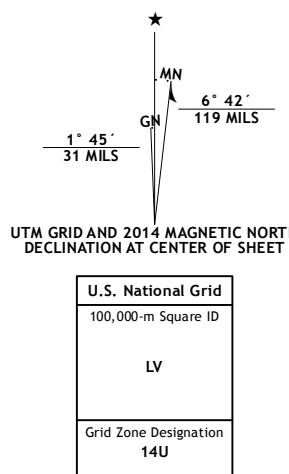 ★
MN
GN
6° 42´
119 MILS
1° 45´
31 MILS
UTM GRID AND 2014 MAGNETIC NORT
DECLINATION AT CENTER OF SHEET
U.S. National Grid
100,000-m Square ID
LV
Grid Zone Designation
14U